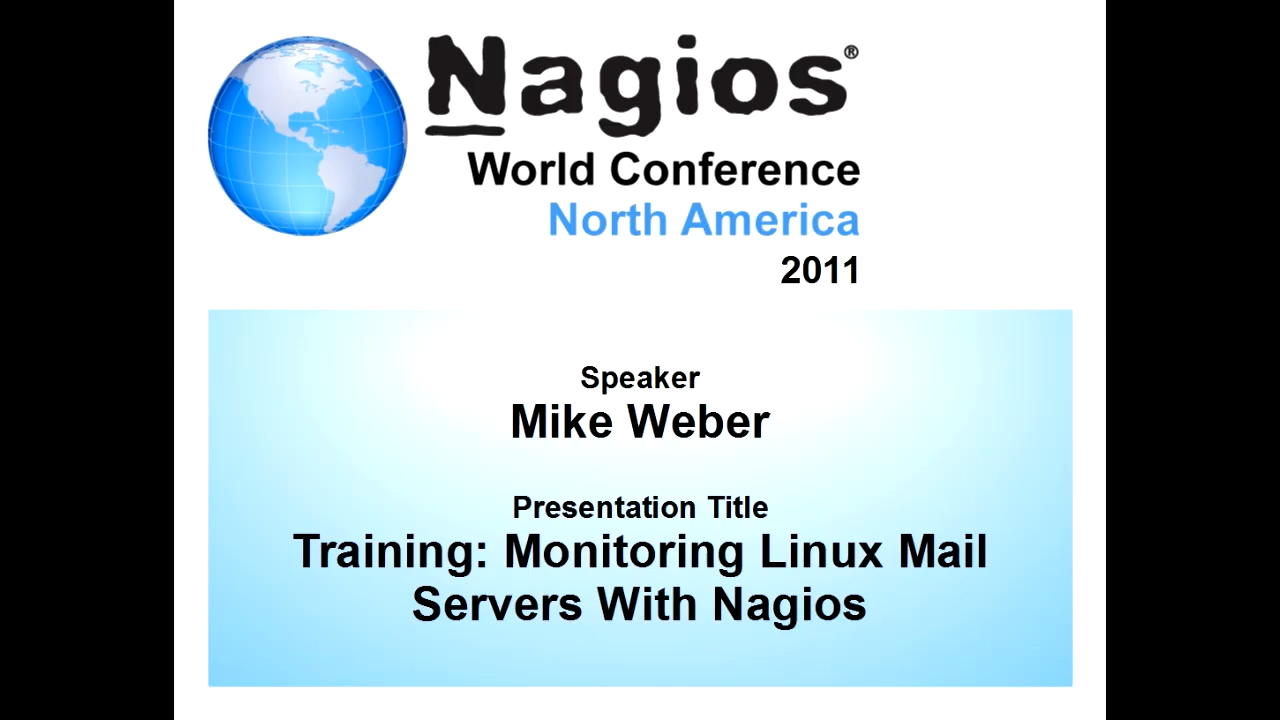 Nagios®
World Conference
North America
2011
Speaker
Mike Weber
Presentation Title
Training: Monitoring Linux Mail
Servers With Nagios